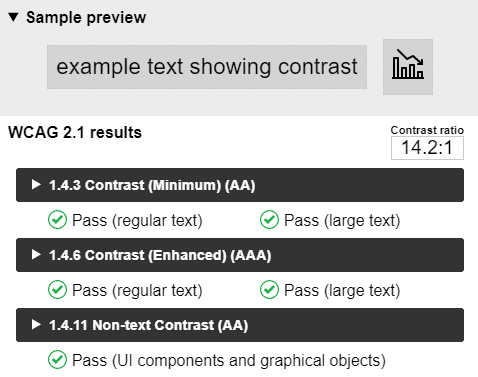 Sample preview
example text showing contrast
WCAG 2.1 results
Contrast ratio
14.2:1
1.4.3 Contrast (Minimum) (AA)
Pass (regular text) Pass (large text)
1.4.6 Contrast (Enhanced) (AAA)
Pass (regular text) Pass (large text)
1.4.11 Non-text Contrast (AA)
Pass (UI components and graphical objects)